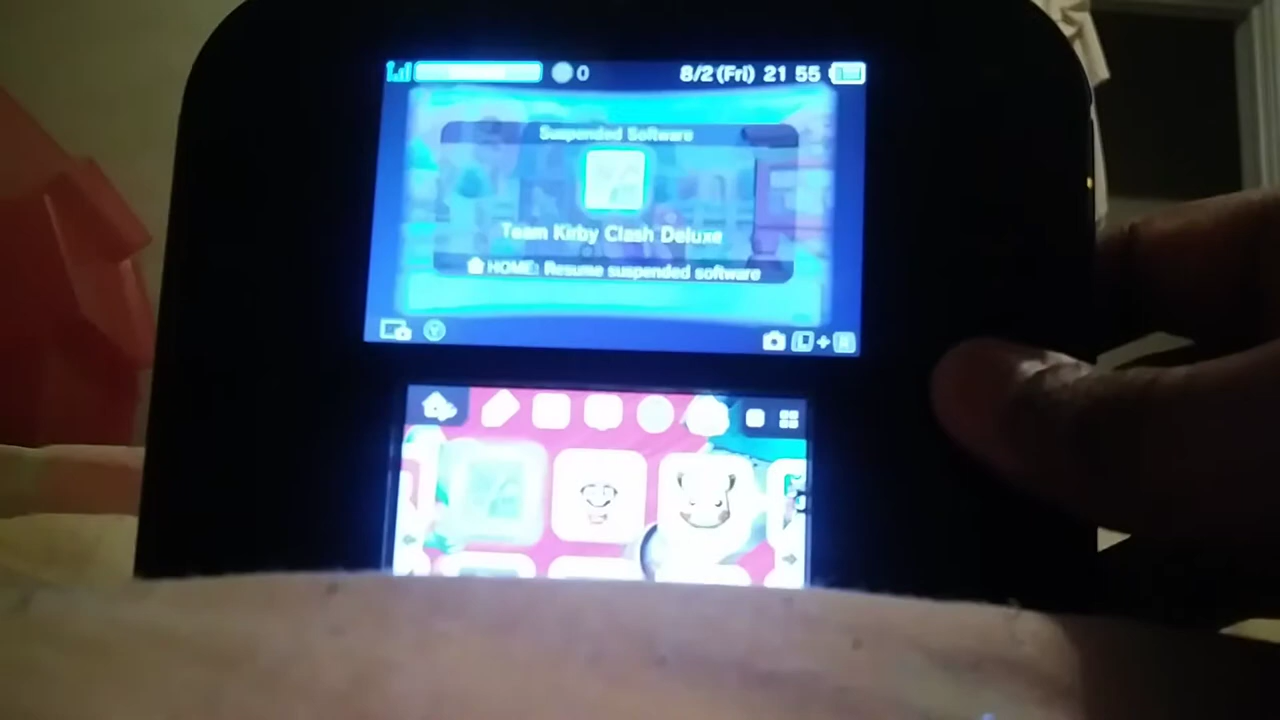 0 8/2(Fri) 21 55
Suspended Software
Team Kirby Clash Deluxe
HOME: Resume suspended software
Y L+R